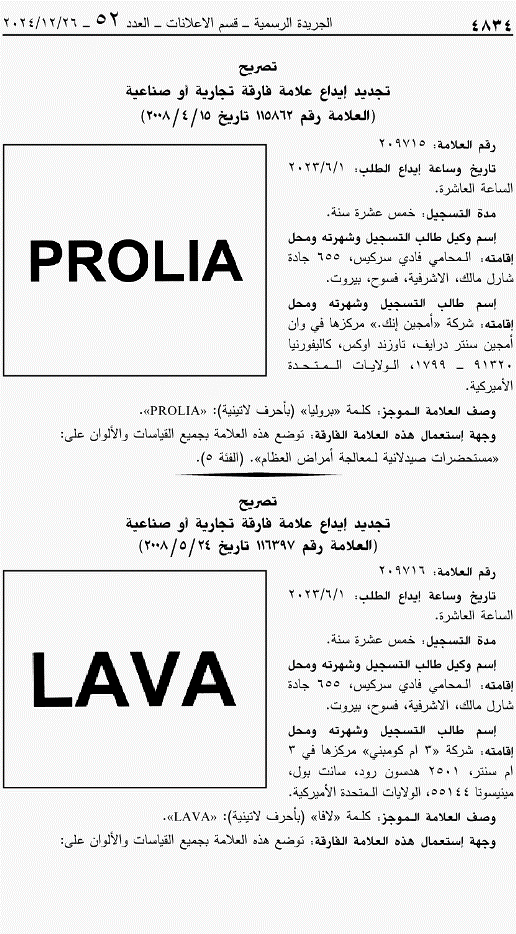 ٤٨٣٤ الجريدة الرسمية ــ قسم الاعلانات ــ العدد ٥٢ ــ ٢٠٢٤/١٢/٢٦
تصريح
تجديد إيداع علامة فارقة تجارية أو صناعية
(العلامة رقم ١١٥٨٦٢ تاريخ ٢٠٠٨/٤/١٥)
رقم العلامة: ٢٠٩٧١٥
تاريخ وساعة إيداع الطلب: ٢٠٢٣/٦/١
الساعة العاشرة.
مدة التسجيل: خمس عشرة سنة.
إسم وكيل طالب التسجيل وشهرته ومحل
إقامته: المحامي فادي سركيس، ٦٥٥ جادة
شارل مالك، الاشرفية، فسوح، بيروت.
إسم طالب التسجيل وشهرته ومحل
إقامته: شركة «أمجين إنك.» مركزها في وان
أمجين سنتر درايف، تاوزند اوكس، كاليفورنيا
٩١٣٢٠ ــ ١٧٩٩، الولايات المتحدة
الأميركية.
PROLIA
وصف العلامة الموجز: كلمة «بروليا» (بأحرف لاتينية): «PROLIA».
وجهة إستعمال هذه العلامة الفارقة: توضع هذه العلامة بجميع القياسات والألوان على:
«مستحضرات صيدلانية لمعالجة أمراض العظام». (الفئة ٥).
تصريح
تجديد إيداع علامة فارقة تجارية أو صناعية
(العلامة رقم ١١٦٣٩٧ تاريخ ٢٠٠٨/٥/٢٤)
رقم العلامة: ٢٠٩٧١٦
تاريخ وساعة إيداع الطلب: ٢٠٢٣/٦/١
الساعة العاشرة.
مدة التسجيل: خمس عشرة سنة.
إسم وكيل طالب التسجيل وشهرته ومحل
إقامته: المحامي فادي سركيس، ٦٥٥ جادة
شارل مالك، الاشرفية، فسوح، بيروت.
إسم طالب التسجيل وشهرته ومحل
إقامته: شركة «٣ ام كومبني» مركزها في ٣
ام سنتر، ٢٥٠١ هدسون رود، سانت بول،
مينيسوتا ٥٥١٤٤، الولايات المتحدة الأميركية.
LAVA
وصف العلامة الموجز: كلمة «لافا» (بأحرف لاتينية): «LAVA».
وجهة إستعمال هذه العلامة الفارقة: توضع هذه العلامة بجميع القياسات والألوان على: